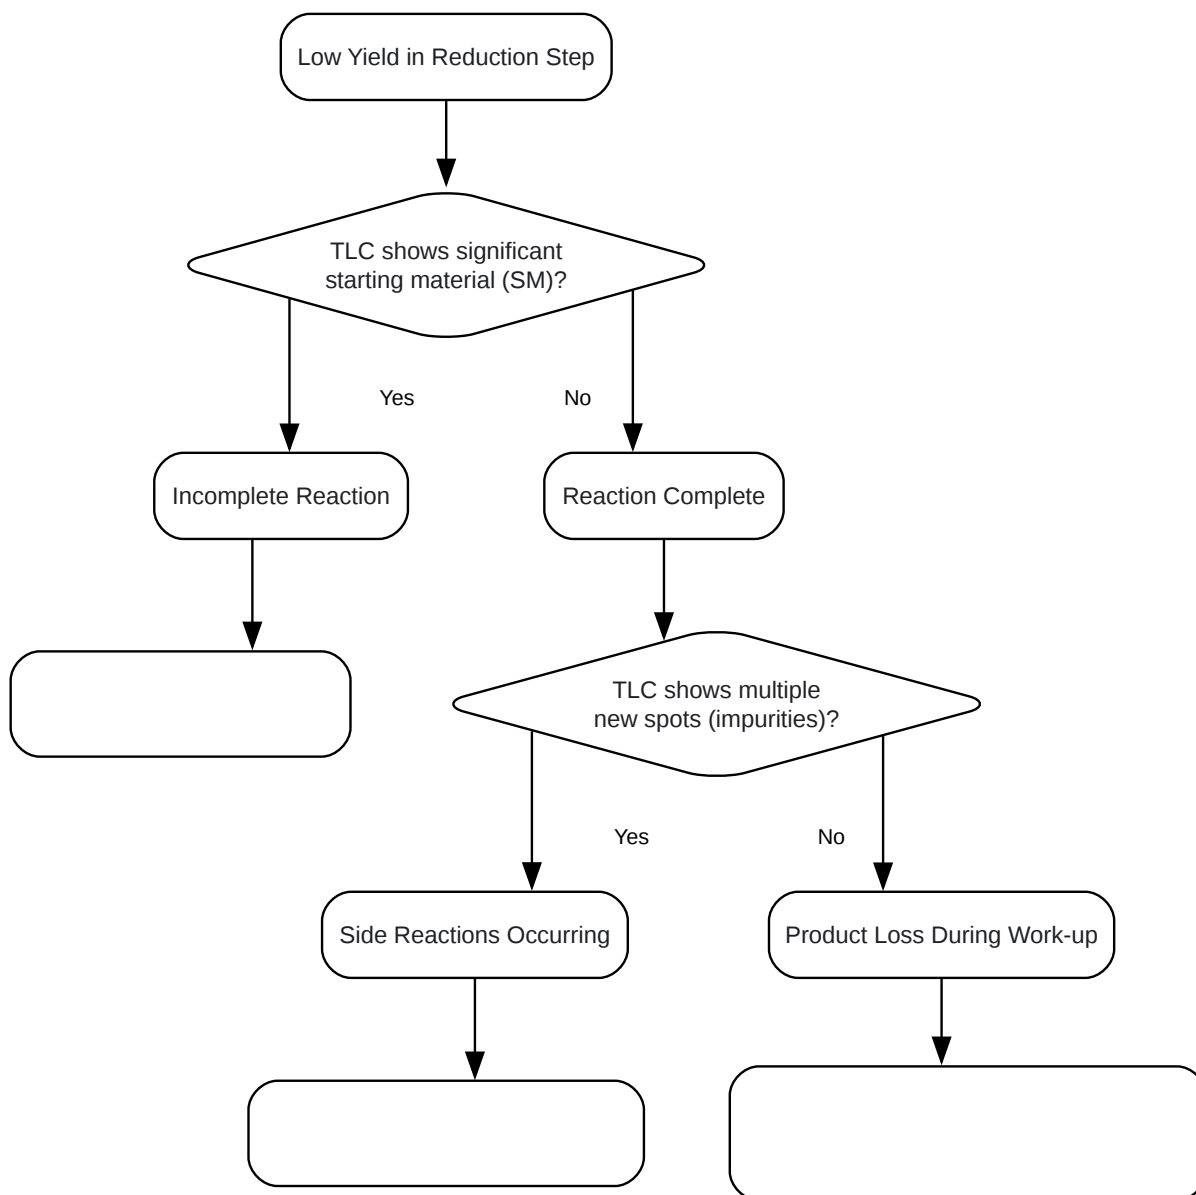 Low Yield in Reduction Step
TLC shows significant
starting material (SM)?
Yes
No
Incomplete Reaction
Reaction Complete
TLC shows multiple
new spots (impurities)?
Yes
No
Side Reactions Occurring
Product Loss During Work-up